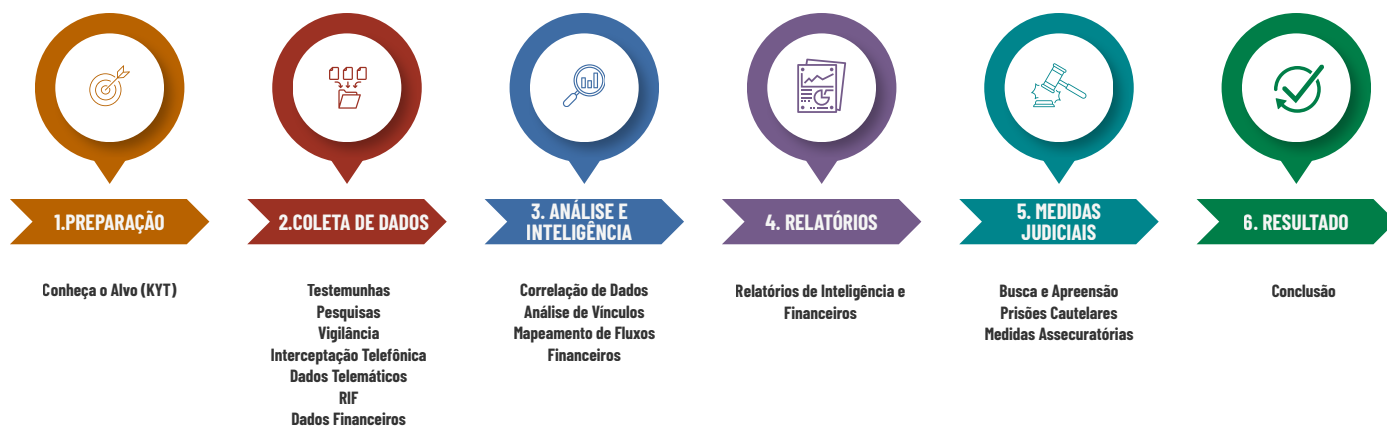 1.PREPARAÇÃO
Conheça o Alvo (KYT)
2.COLETA DE DADOS
Testemunhas
Pesquisas
Vigilância
Interceptação Telefônica
Dados Telemáticos
RIF
Dados Financeiros
3. ANÁLISE E
INTELIGÊNCIA
Correlação de Dados
Análise de Vínculos
Mapeamento de Fluxos
Financeiros
4. RELATÓRIOS
Relatórios de Inteligência e
Financeiros
5. MEDIDAS
JUDICIAIS
Busca e Apreensão
Prisões Cautelares
Medidas Assecuratórias
6. RESULTADO
Conclusão